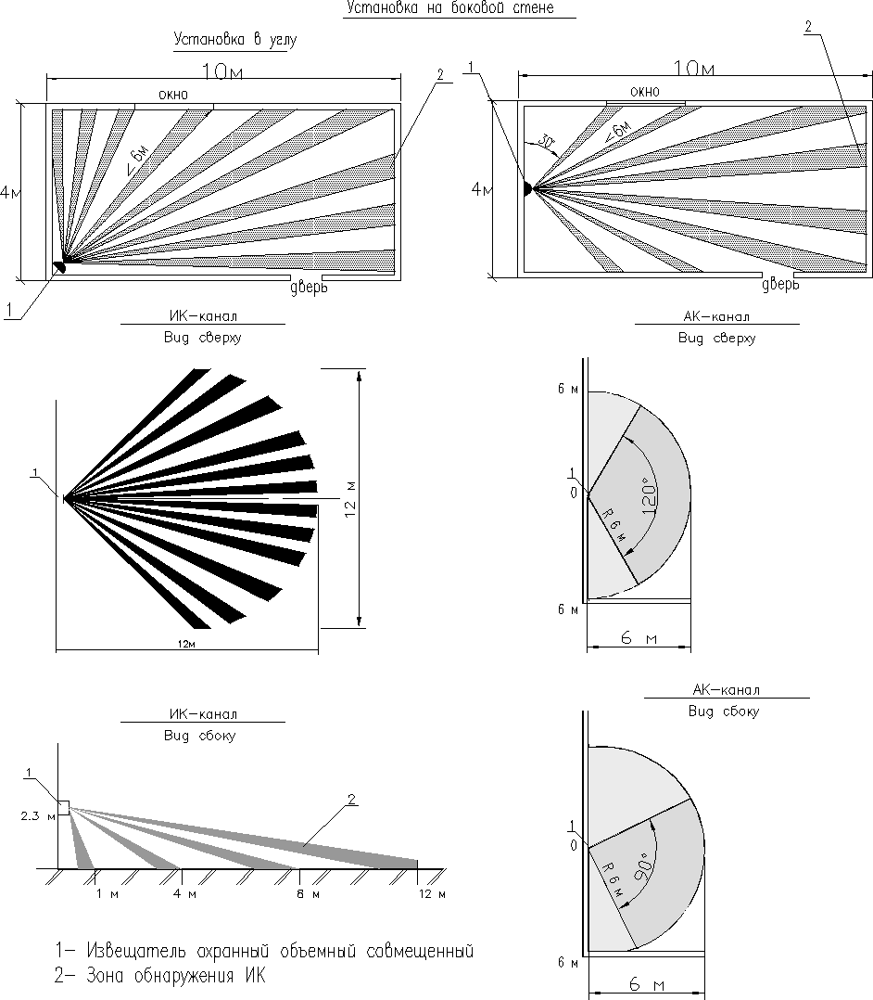 Установка на боковой стене
Установка в углу
10м
окно
2
4м
<6м
1
дверь
1
10м
окно
2
4м
30°
<6м
дверь
ИК-канал
Вид сверху
1
12 м
12м
АК-канал
Вид сверху
6 м
1
0
120°
R 6 м
6 м
6 м
ИК-канал
Вид сбоку
1
2.3 м
2
1 м
4 м
8 м
12 м
АК-канал
Вид сбоку
1
0
90°
R 6м
6 м
6 м
1- Извещатель охранный объемный савмещенный
2- Зона обнаружения ИК